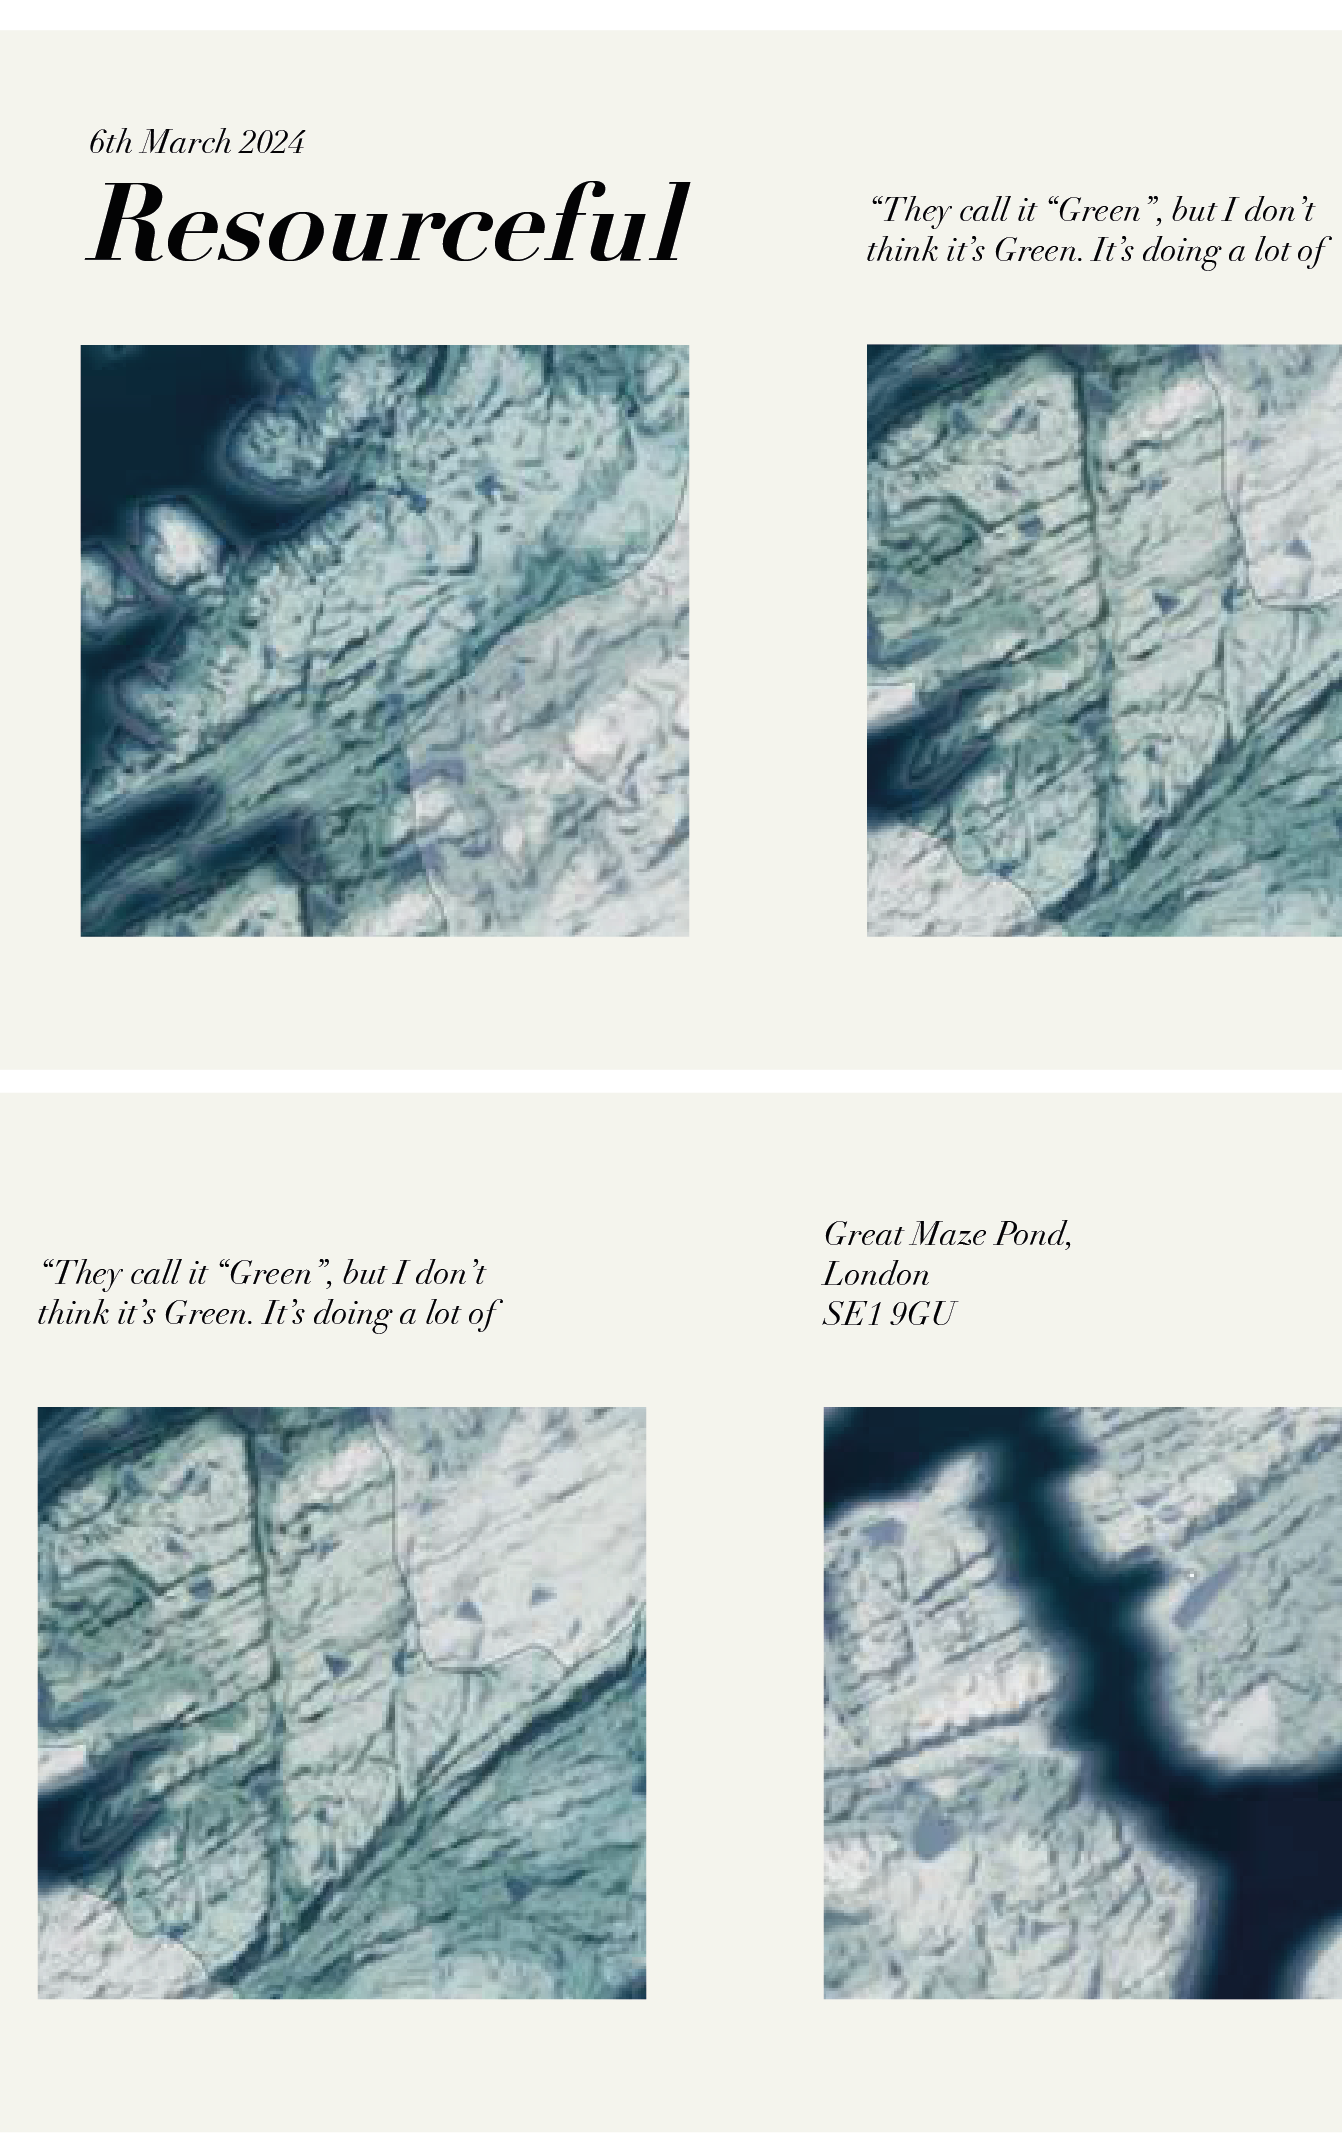 6th March 2024
Resourceful
“They call it “Green”, but I don’t
think it’s Green. It’s doing a lot of
“They call it “Green”, but I don’t
think it’s Green. It’s doing a lot of
Great Maze Pond,
London
SE1 9GU